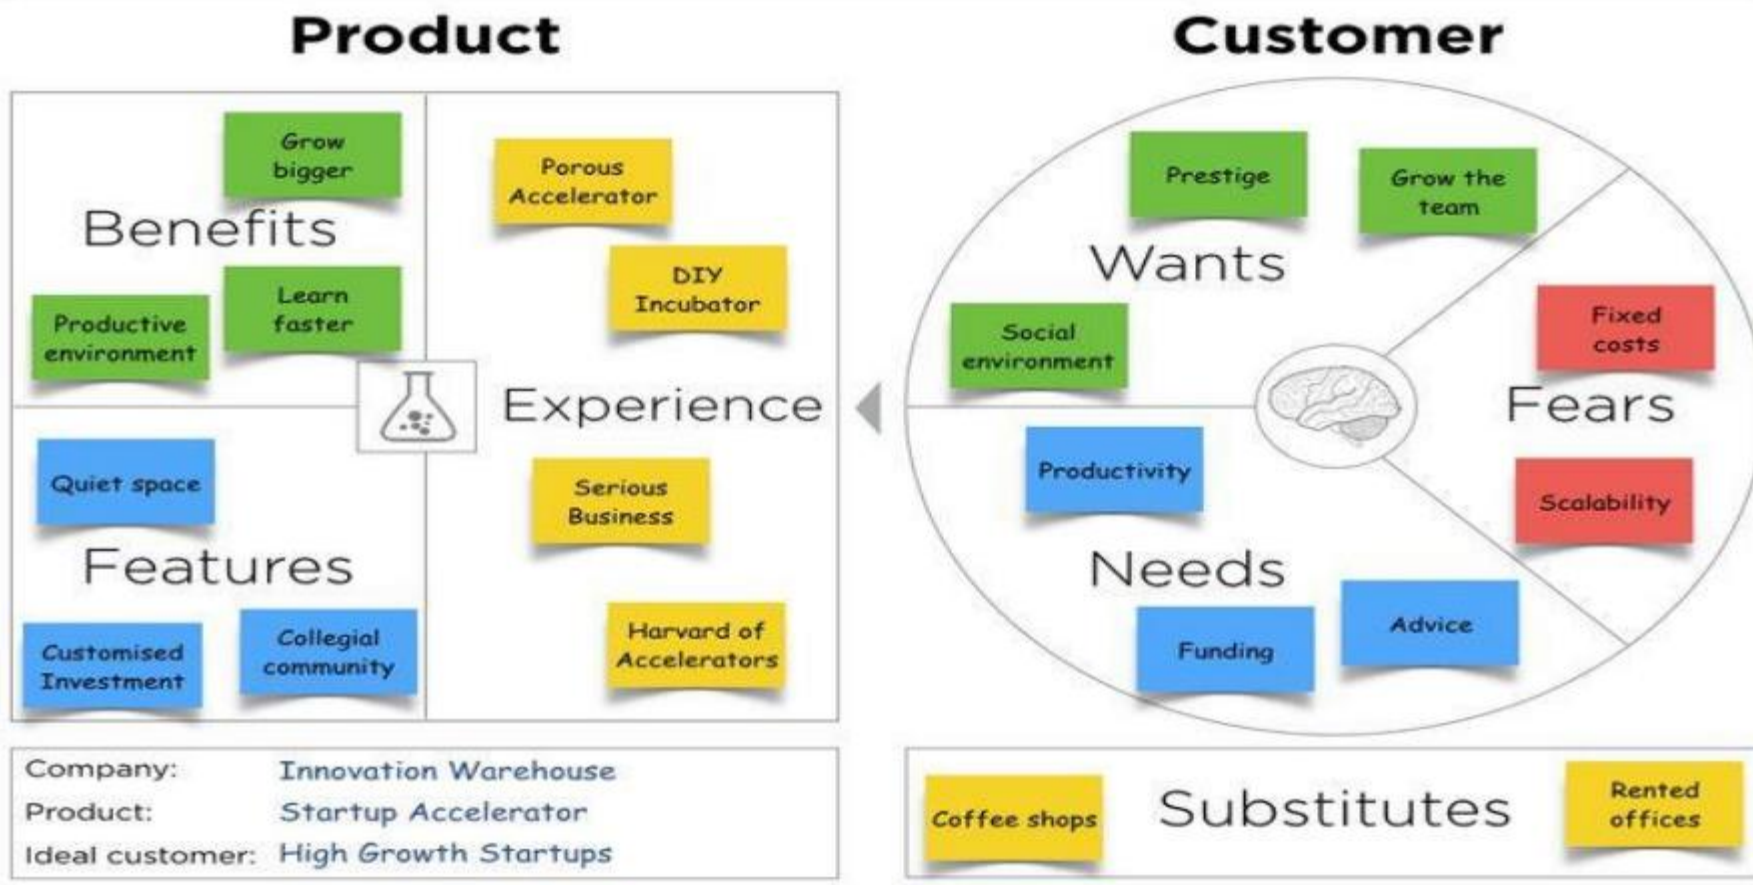 Product
Grow
bigger
Benefits
Productive
environment
Learn
faster
Porous
Accelerator
DIY
Incubator
Experience
Serious
Business
Harvard of
Accelerators
Quiet space
Features
Customised
Investment
Collegial
community
Company: Innovation Warehouse
Product: Startup Accelerator
Ideal customer: High Growth Startups
Customer
Prestige
Grow the
team
Wants
Social
environment
Fixed
costs
Fears
Scalability
Productivity
Needs
Funding
Advice
Coffee shops
Substitutes
Rented
offices